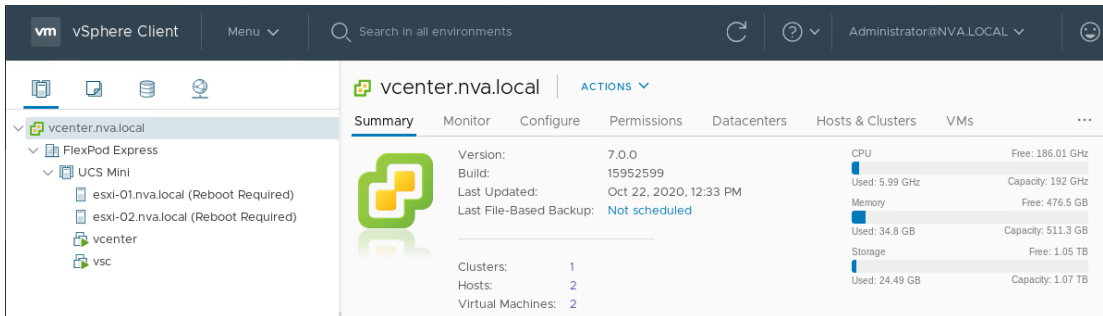 vm vSphere Client Menu Search in all environments Administrator@NVA.LOCAL
vcenter.nva.local
FlexPod Express
UCS Mini
esxi-01.nva.local (Reboot Required)
esxi-02.nva.local (Reboot Required)
vcenter
vsc
vcenter.nva.local ACTIONS
Summary Monitor Configure Permissions Datacenters Hosts & Clusters VMs ...
Version: 7.0.0
Build: 15952599
Last Updated: Oct 22, 2020, 12:33 PM
Last File-Based Backup: Not scheduled
Clusters: 1
Hosts: 2
Virtual Machines: 2
CPU Free: 186.01 GHz
Used: 5.99 GHz Capacity: 192 GHz
Memory Free: 476.5 GB
Used: 34.8 GB Capacity: 511.3 GB
Storage Free: 1.05 TB
Used: 24.49 GB Capacity: 1.07 TB